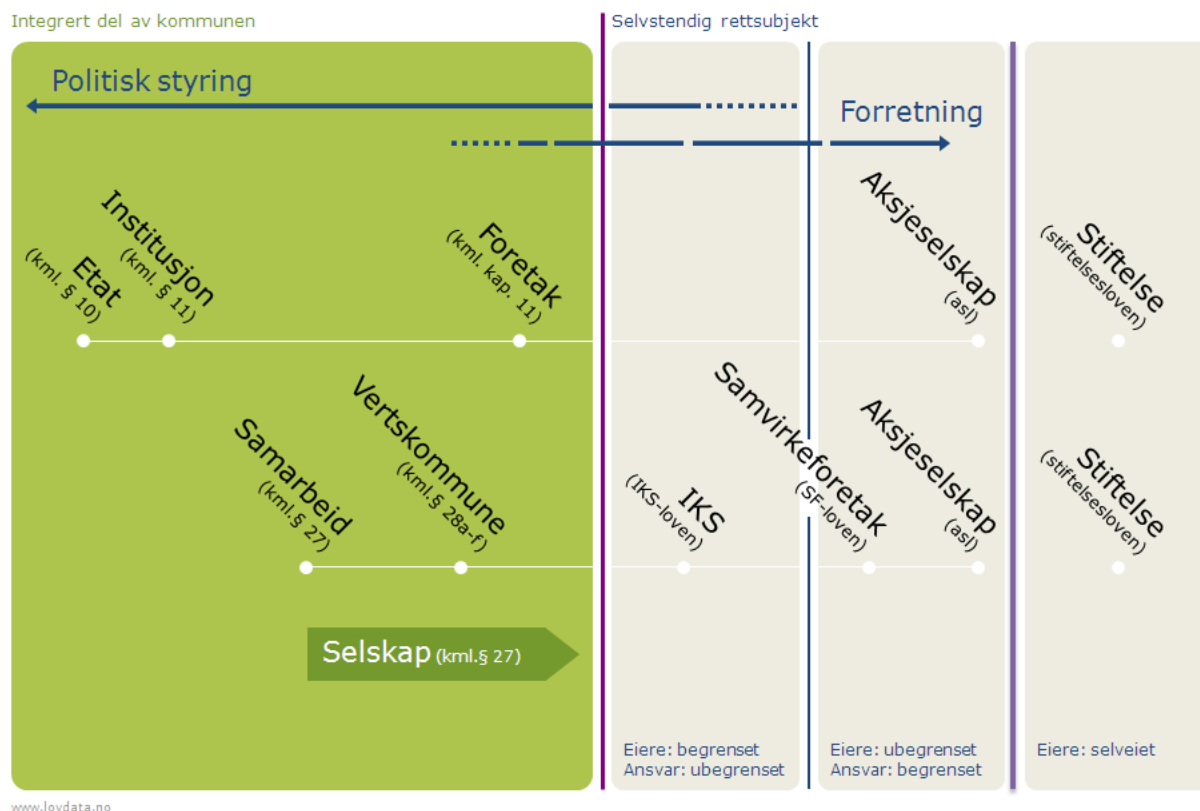 Integrert del av kommunen
Selvstendig rettsubjekt
Politisk styring
Forretning
Etat
(kml. § 10)
Institusjon
(kml. § 11)
Foretak
(kml. kap. 11)
Aksjeselskap
(asl)
Stiftelse
(stiftelsesloven)
Samarbeid
(kml.§ 27)
Vertskommune
(kml.§ 28a-f)
IKS
(IKS-loven)
Samvirkeforetak
(SF-loven)
Aksjeselskap
(asl)
Stiftelse
(stiftelsesloven)
Selskap (kml.§ 27)
Eiere: begrenset
Ansvar: ubegrenset
Eiere: ubegrenset
Ansvar: begrenset
Eiere: selveiet
www.lovdata.no